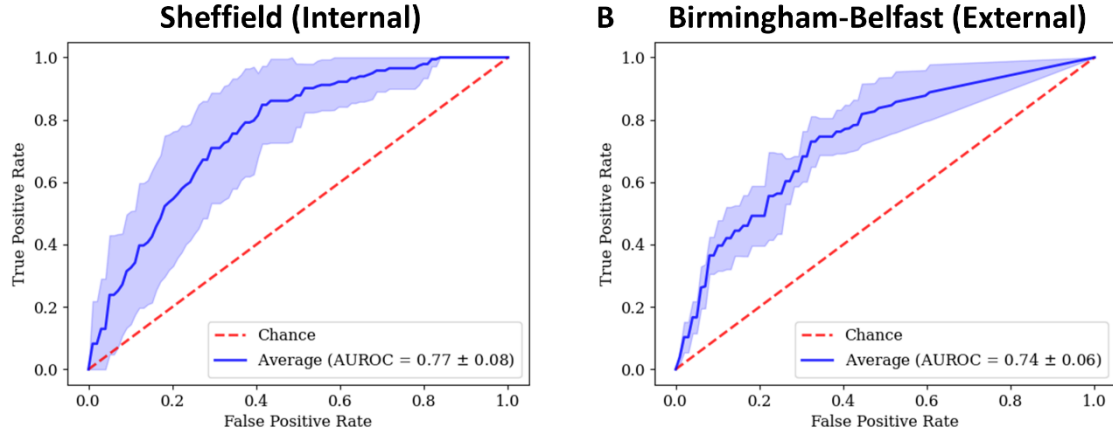 Sheffield (Internal)
1.0
0.8
0.6
0.4
0.2
0.0
True Positive Rate
Chance
Average (AUROC = 0.77 ± 0.08)
0.0 0.2 0.4 0.6 0.8 1.0
False Positive Rate
B Birmingham-Belfast (External)
1.0
0.8
0.6
0.4
0.2
0.0
True Positive Rate
Chance
Average (AUROC = 0.74 ± 0.06)
0.0 0.2 0.4 0.6 0.8 1.0
False Positive Rate